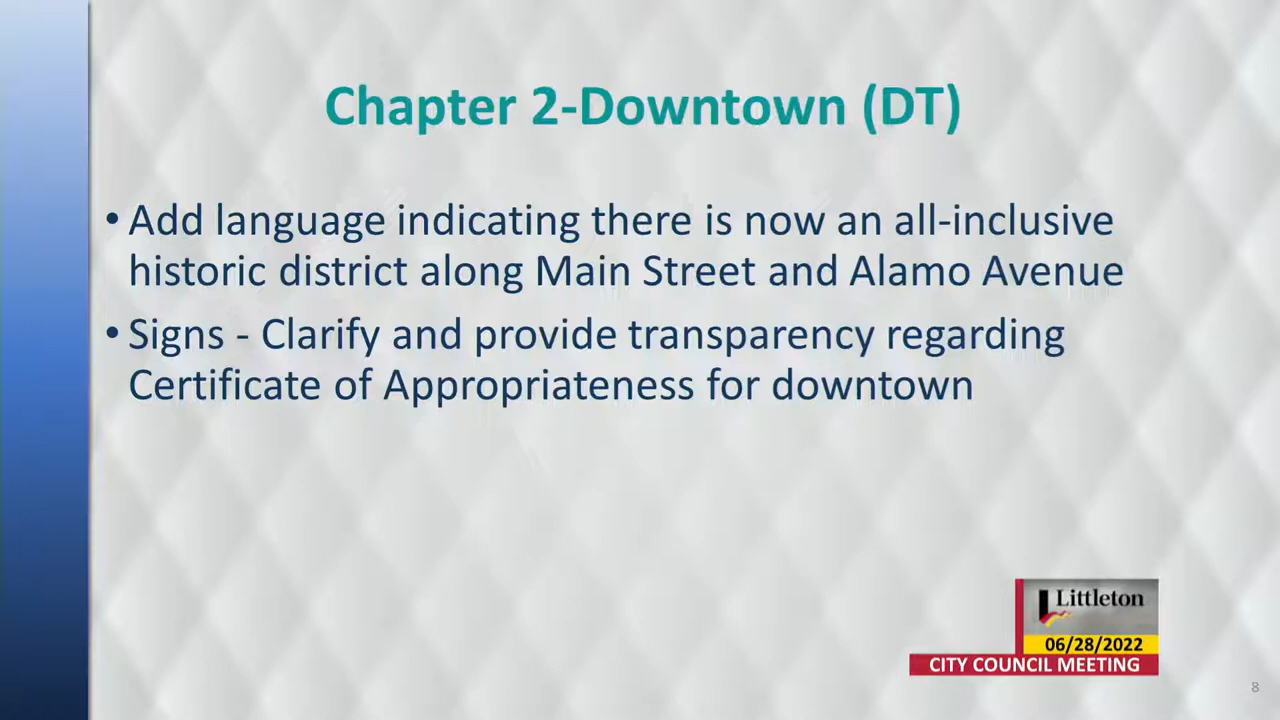 Chapter 2-Downtown (DT)
• Add language indicating there is now an all-inclusive
historic district along Main Street and Alamo Avenue
• Signs - Clarify and provide transparency regarding
Certificate of Appropriateness for downtown
Littleton
06/28/2022
CITY COUNCIL MEETING
8